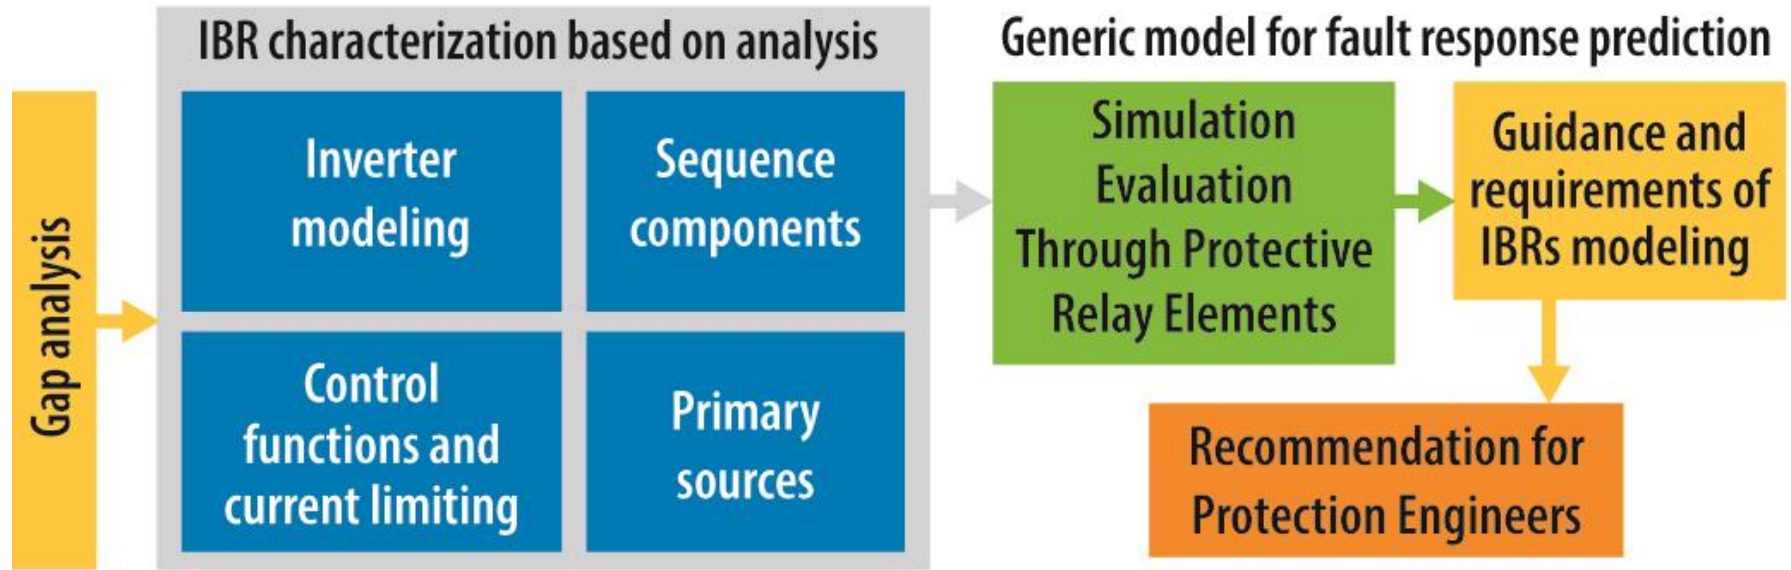 Gap analysis
IBR characterization based on analysis
Inverter
modeling
Sequence
components
Control
functions and
current limiting
Primary
sources
Generic model for fault response prediction
Simulation
Evaluation
Through Protective
Relay Elements
Guidance and
requirements of
IBRs modeling
Recommendation for
Protection Engineers